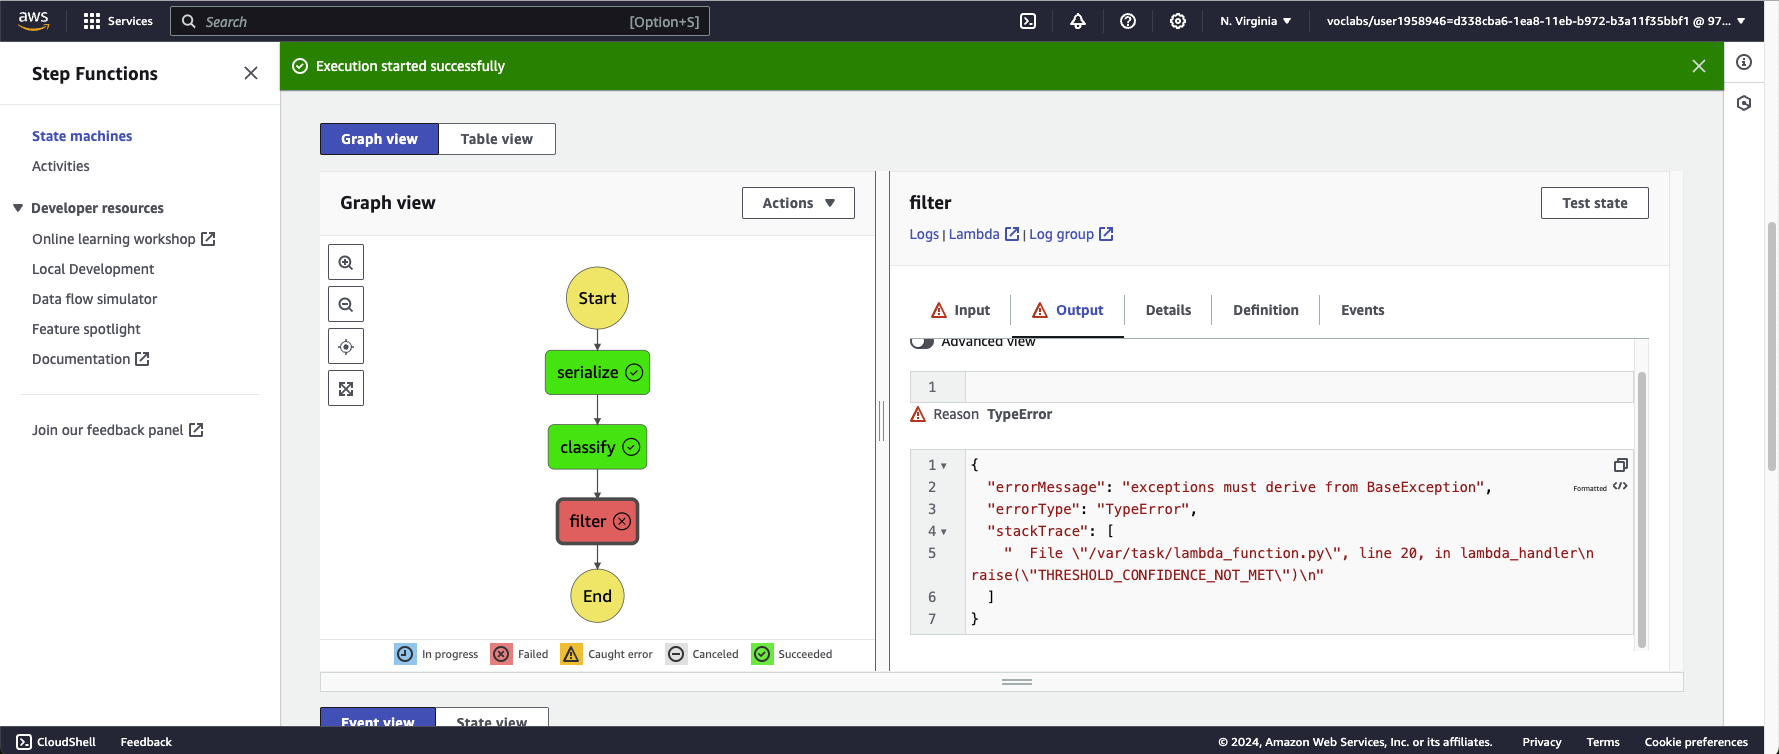 aws
Services
Search
[Option+S]
N. Virginia
voclabs/user1958946=d338cba6-1ea8-11eb-b972-b3a11f35bbf1 @ 97...
Step Functions
State machines
Activities
Developer resources
Online learning workshop
Local Development
Data flow simulator
Feature spotlight
Documentation
Join our feedback panel
Execution started successfully
Graph view
Table view
Graph view
Actions
Start
serialize
classify
filter
End
In progress
Failed
Caught error
Canceled
Succeeded
filter
Test state
Logs | Lambda | Log group
Input
Output
Details
Definition
Events
Advanced view
1
Reason TypeError
1 {
2 "errorMessage": "exceptions must derive from BaseException",
Formatted
3 "errorType": "TypeError",
4 "stackTrace": [
5 "  File \"/var/task/lambda_function.py\", line 20, in lambda_handler\n
raise(\"THRESHOLD_CONFIDENCE_NOT_MET\")\n"
6 ]
7 }
Event view
State view
CloudShell
Feedback
© 2024, Amazon Web Services, Inc. or its affiliates.
Privacy
Terms
Cookie preferences